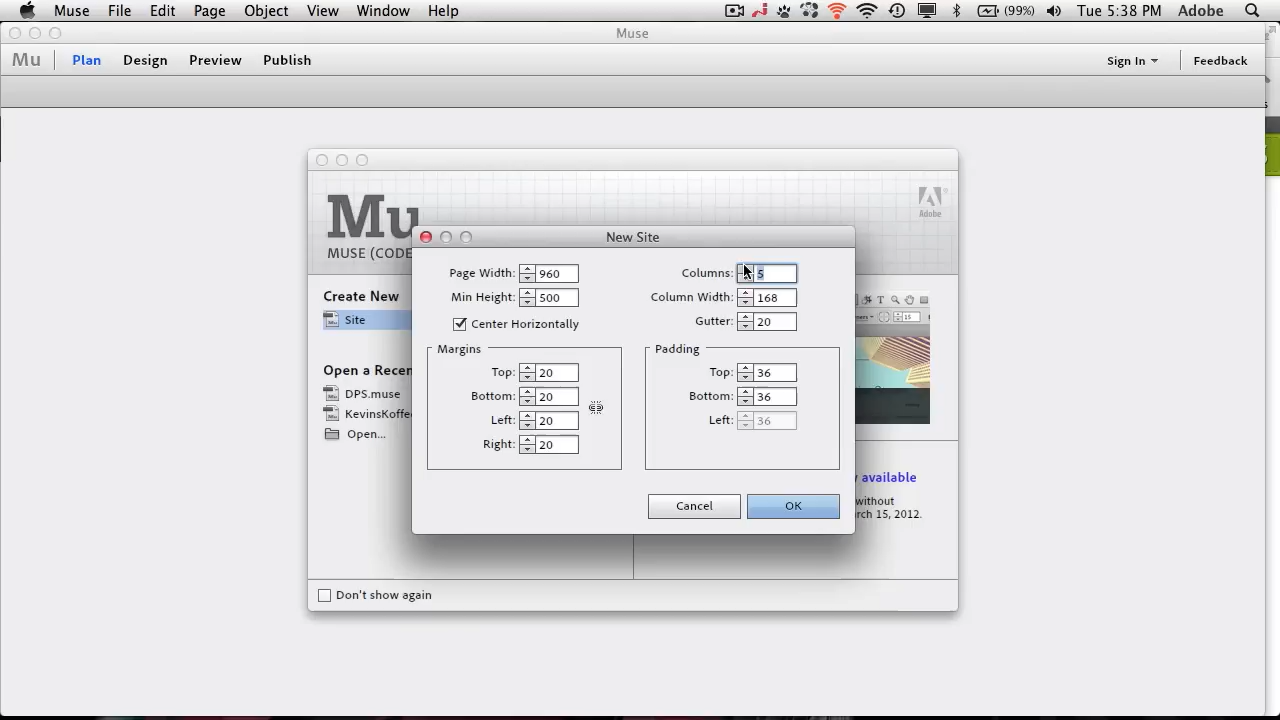 Muse File Edit Page Object View Window Help (99%) Tue 5:38 PM Adobe
Muse
Mu Plan Design Preview Publish Sign In Feedback
Mu
Adobe
MUSE (CODE
New Site
Page Width: 960
Columns: 5
Min Height: 500
Column Width: 168
Center Horizontally
Gutter: 20
Margins
Top: 20
Bottom: 20
Left: 20
Right: 20
Padding
Top: 36
Bottom: 36
Left: 36
Cancel OK
Create New
Site
Open a Recen
DPS.muse
KevinsKoffe
Open...
15
available
without
rch 15, 2012.
Don't show again